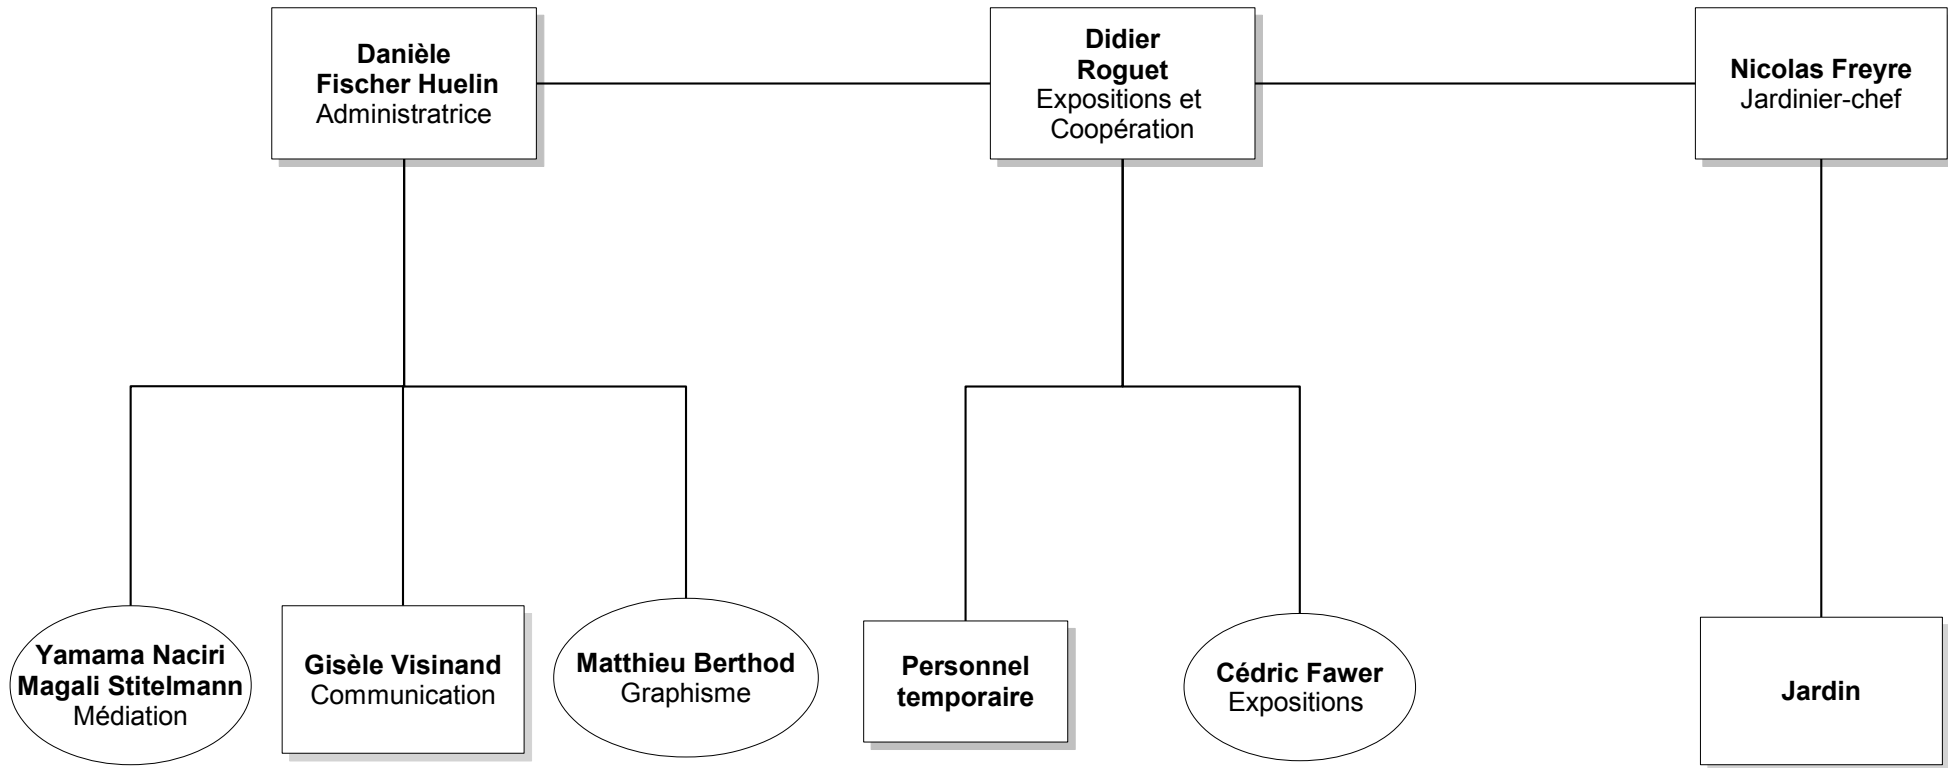 Danièle
Fischer Huelin
Administratrice
Didier
Roguet
Expositions et
Coopération
Nicolas Freyre
Jardinier-chef
Yamama Naciri
Magali Stitelmann
Médiation
Gisèle Visinand
Communication
Matthieu Berthod
Graphisme
Personnel
temporaire
Cédric Fawer
Expositions
Jardin